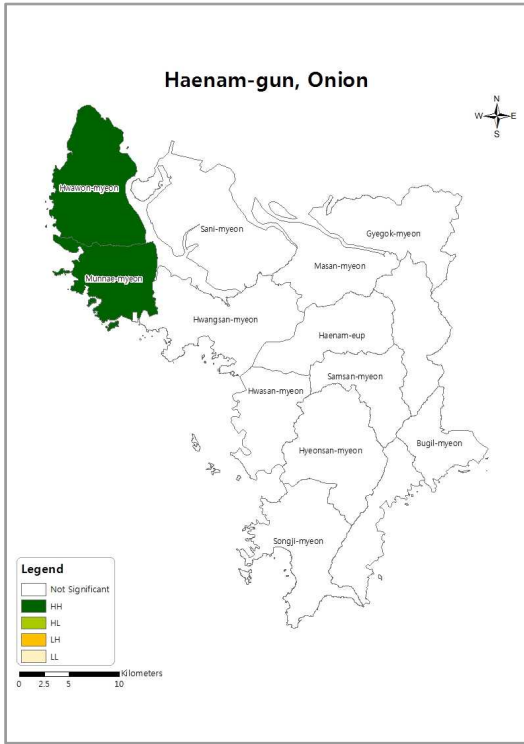 Haenam-gun, Onion
N
W E
S
Hwawon-myeon
Sani-myeon
Gyegok-myeon
Masan-myeon
Munnae-myeon
Hwangsan-myeon
Haenam-eup
Samsan-myeon
Hwasan-myeon
Bugil-myeon
Hyeonsan-myeon
Songji-myeon
Legend
Not Significant
HH
HL
LH
LL
Kilometers
0 2.5 5 10